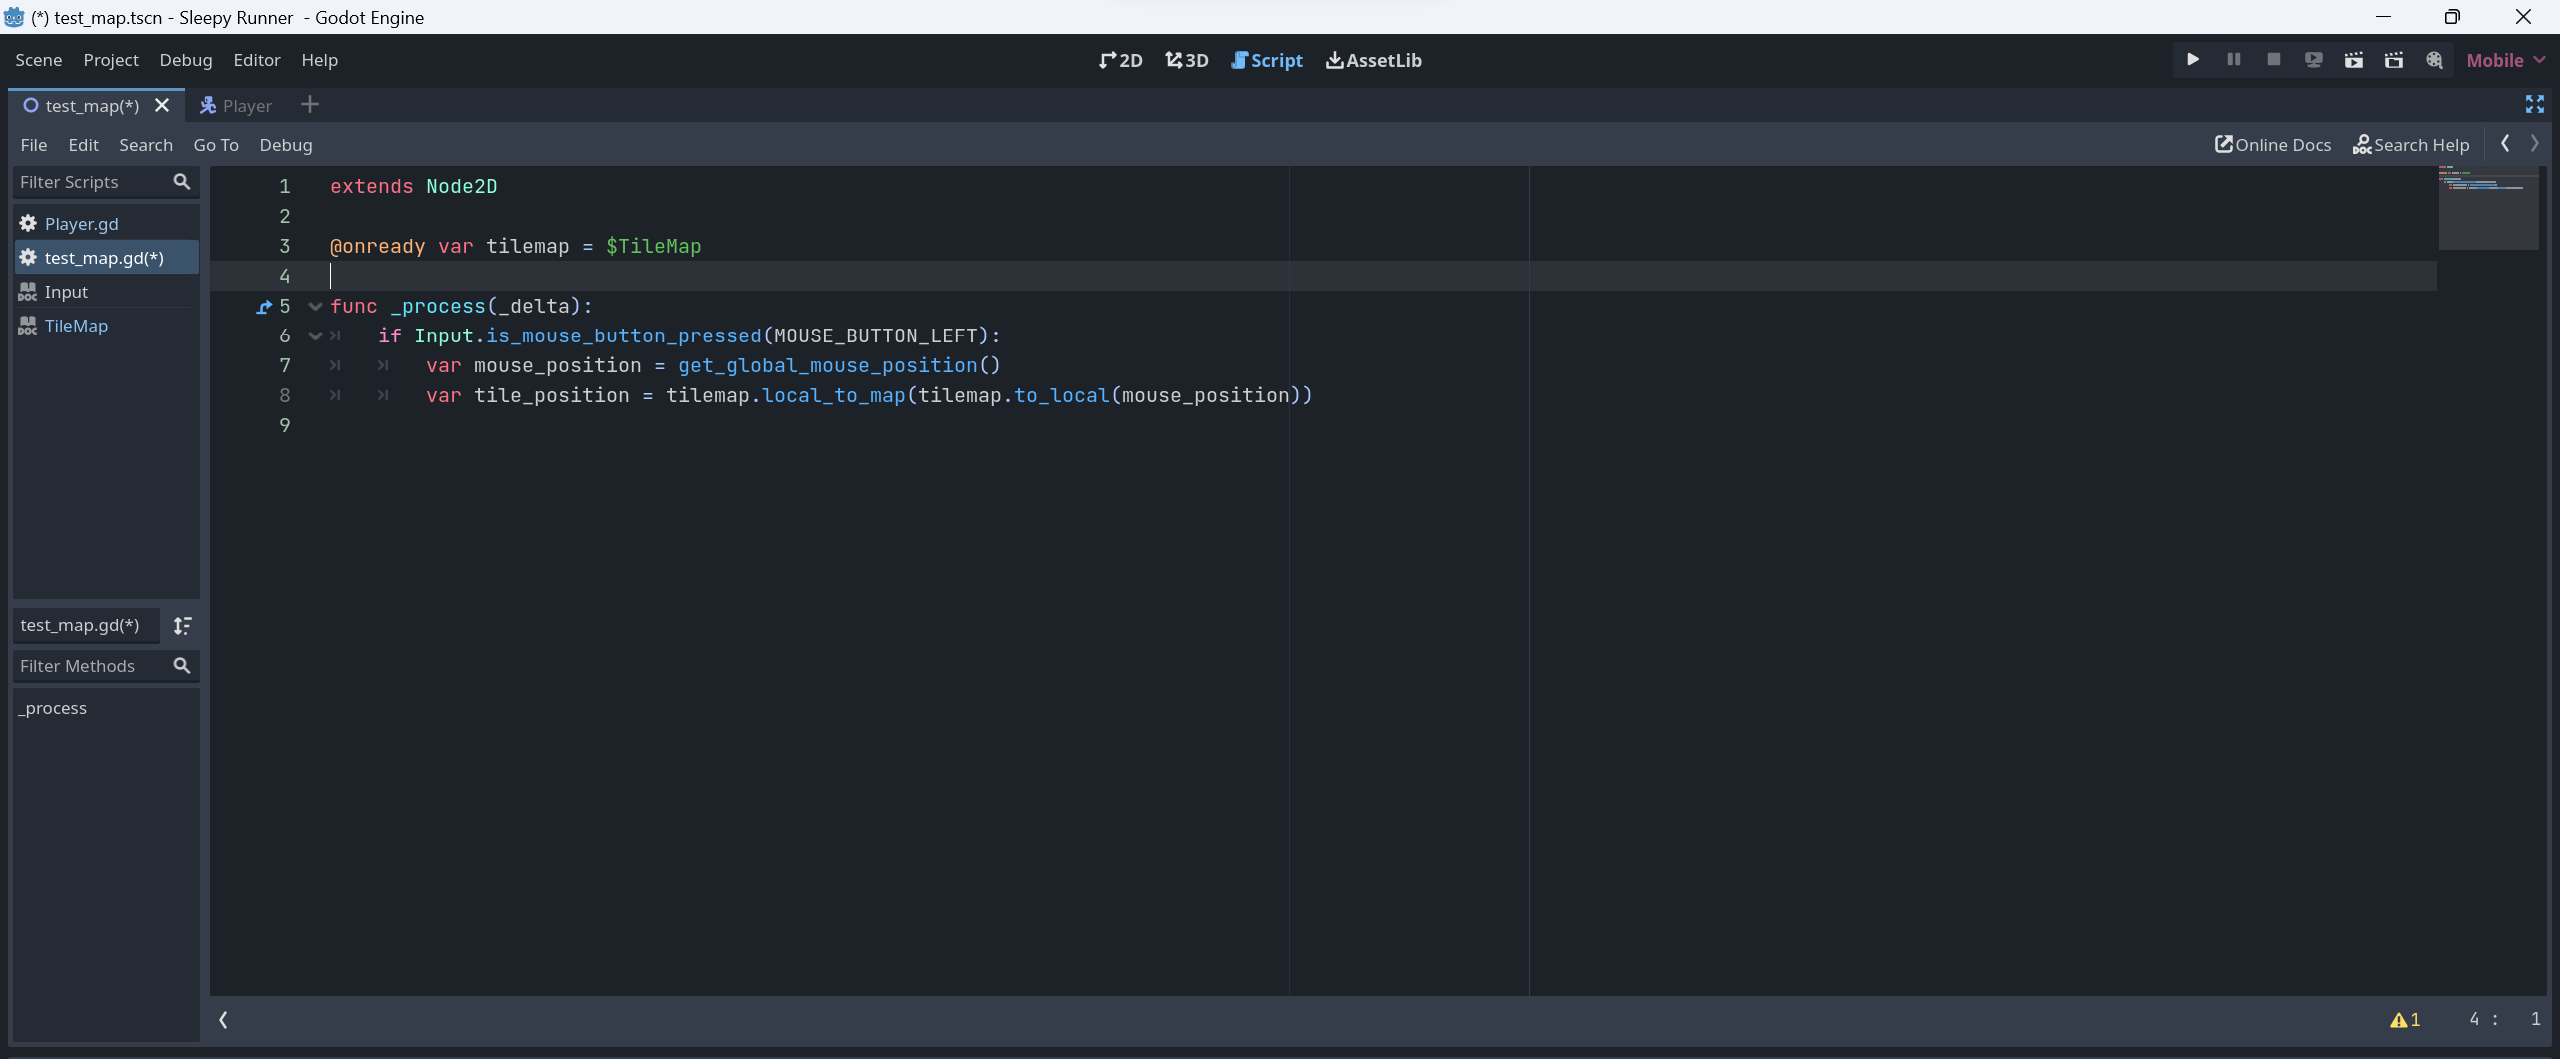 (*) test_map.tscn - Sleepy Runner - Godot Engine
Scene Project Debug Editor Help
2D 3D Script AssetLib
Mobile
test_map(*) Player
File Edit Search Go To Debug
Online Docs Search Help
Filter Scripts
Player.gd
test_map.gd(*)
DOC Input
DOC TileMap
test_map.gd(*)
Filter Methods
_process
1 extends Node2D
2
3 @onready var tilemap = $TileMap
4
5 func _process(_delta):
6 if Input.is_mouse_button_pressed(MOUSE_BUTTON_LEFT):
7 var mouse_position = get_global_mouse_position()
8 var tile_position = tilemap.local_to_map(tilemap.to_local(mouse_position))
9
1 4 : 1